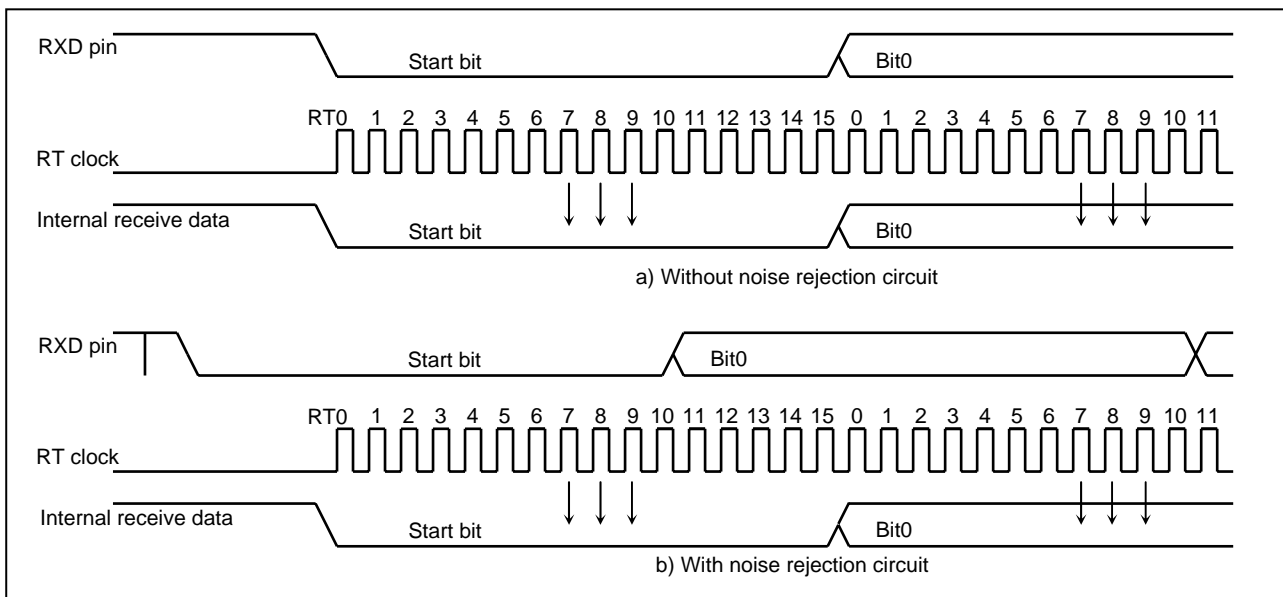 RXD pin
Start bit
Bit0
RT0 1 2 3 4 5 6 7 8 9 10 11 12 13 14 15 0 1 2 3 4 5 6 7 8 9 10 11
RT clock
Internal receive data
Start bit
Bit0
a) Without noise rejection circuit
RXD pin
Start bit
Bit0
RT0 1 2 3 4 5 6 7 8 9 10 11 12 13 14 15 0 1 2 3 4 5 6 7 8 9 10 11
RT clock
Internal receive data
Start bit
Bit0
b) With noise rejection circuit